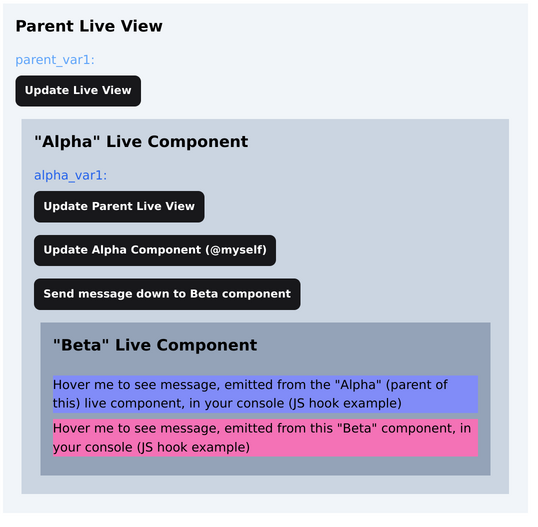 Parent Live View
parent_var1:
Update Live View
"Alpha" Live Component
alpha_var1:
Update Parent Live View
Update Alpha Component (@myself)
Send message down to Beta component
"Beta" Live Component
Hover me to see message, emitted from the "Alpha" (parent of
this) live component, in your console (JS hook example)
Hover me to see message, emitted from this "Beta" component, in
your console (JS hook example)